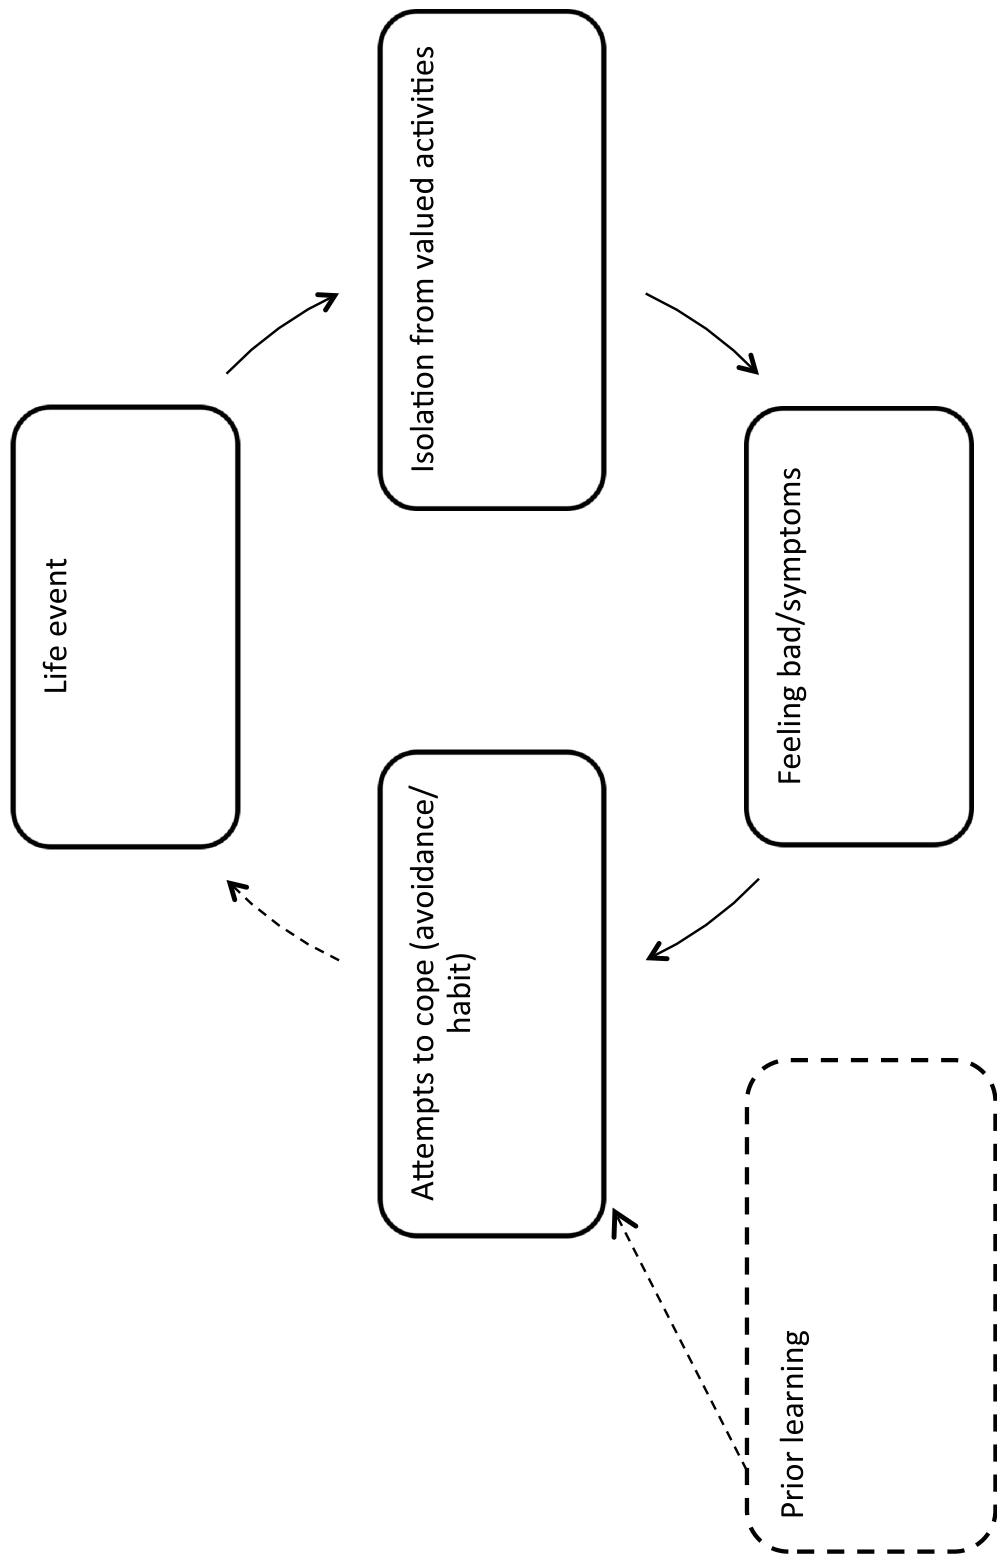 Life event
Isolation from valued activities
Attempts to cope (avoidance/
habit)
Feeling bad/symptoms
Prior learning